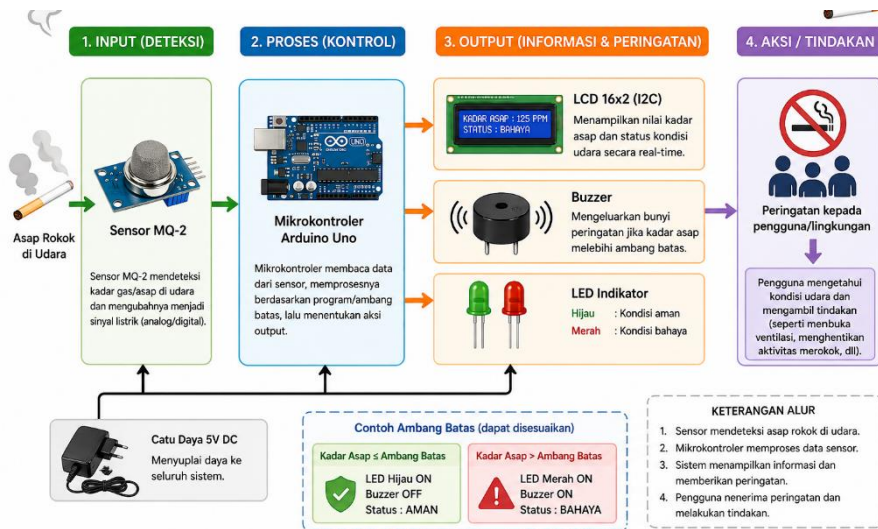 1. INPUT (DETEKSI)
2. PROSES (KONTROL)
3. OUTPUT (INFORMASI & PERINGATAN)
4. AKSI / TINDAKAN
Asap Rokok
di Udara
Sensor MQ-2
Sensor MQ-2 mendeteksi
kadar gas/asap di udara
dan mengubahnya menjadi
sinyal listrik (analog/digital).
UNO
ARDUINO
Mikrokontroler
Arduino Uno
Mikrokontroler membaca data
dari sensor, memprosesnya
berdasarkan program/ambang
batas, lalu menentukan aksi
output.
KADAR ASAP : 125 PPM
STATUS : BAHAYA
LCD 16x2 (I2C)
Menampilkan nilai kadar
asap dan status kondisi
udara secara real-time.
Buzzer
Mengeluarkan bunyi
peringatan jika kadar asap
melebihi ambang batas.
LED Indikator
Hijau : Kondisi aman
Merah : Kondisi bahaya
Peringatan kepada
pengguna/lingkungan
Pengguna mengetahui
kondisi udara dan
mengambil tindakan
(seperti menbuka
ventilasi, menghentikan
aktivitas merokok, dll).
Catu Daya 5V DC
Menyuplai daya ke
seluruh sistem.
Contoh Ambang Batas (dapat disesuaikan)
Kadar Asap ≤ Ambang Batas
LED Hijau ON
Buzzer OFF
Status : AMAN
Kadar Asap > Ambang Batas
LED Merah ON
Buzzer ON
Status : BAHAYA
KETERANGAN ALUR
1. Sensor mendeteksi asap rokok di udara.
2. Mikrokontroler memproses data sensor.
3. Sistem menampilkan informasi dan
memberikan peringatan.
4. Pengguna nenerima peringatan dan
melakukan tindakan.